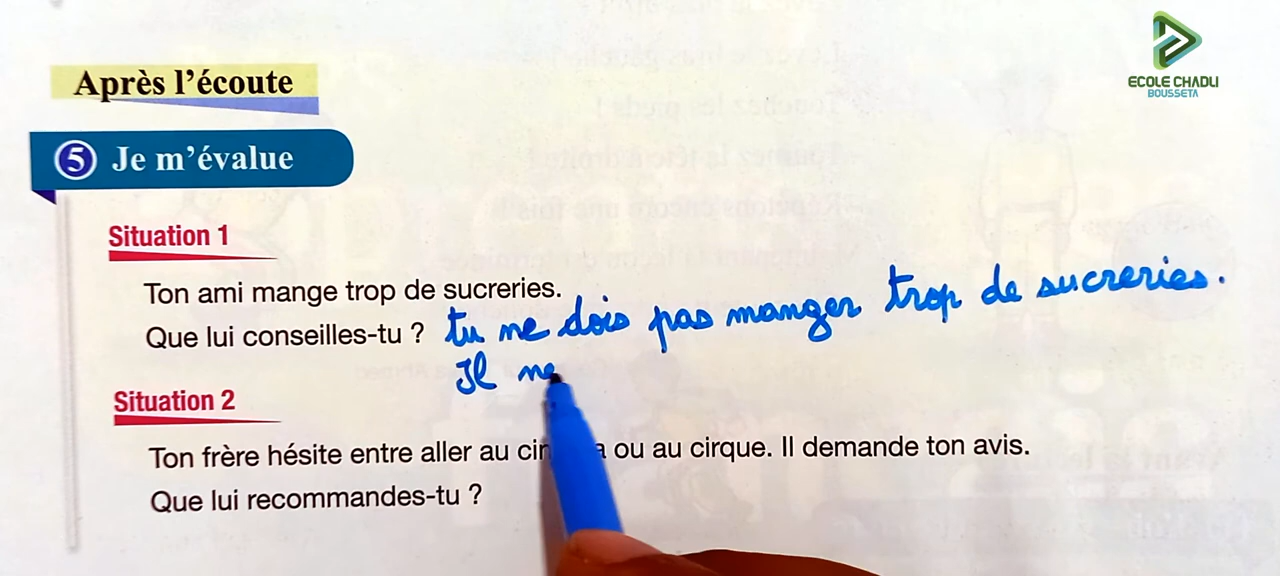 ECOLE CHADLI
BOUSSETA
Après l'écoute
5 Je m'évalue
Situation 1
Ton ami mange trop de sucreries.
Que lui conseilles-tu ? tu ne dois pas manger trop de sucreries.
Il ne
Situation 2
Ton frère hésite entre aller au cin a ou au cirque. Il demande ton avis.
Que lui recommandes-tu ?